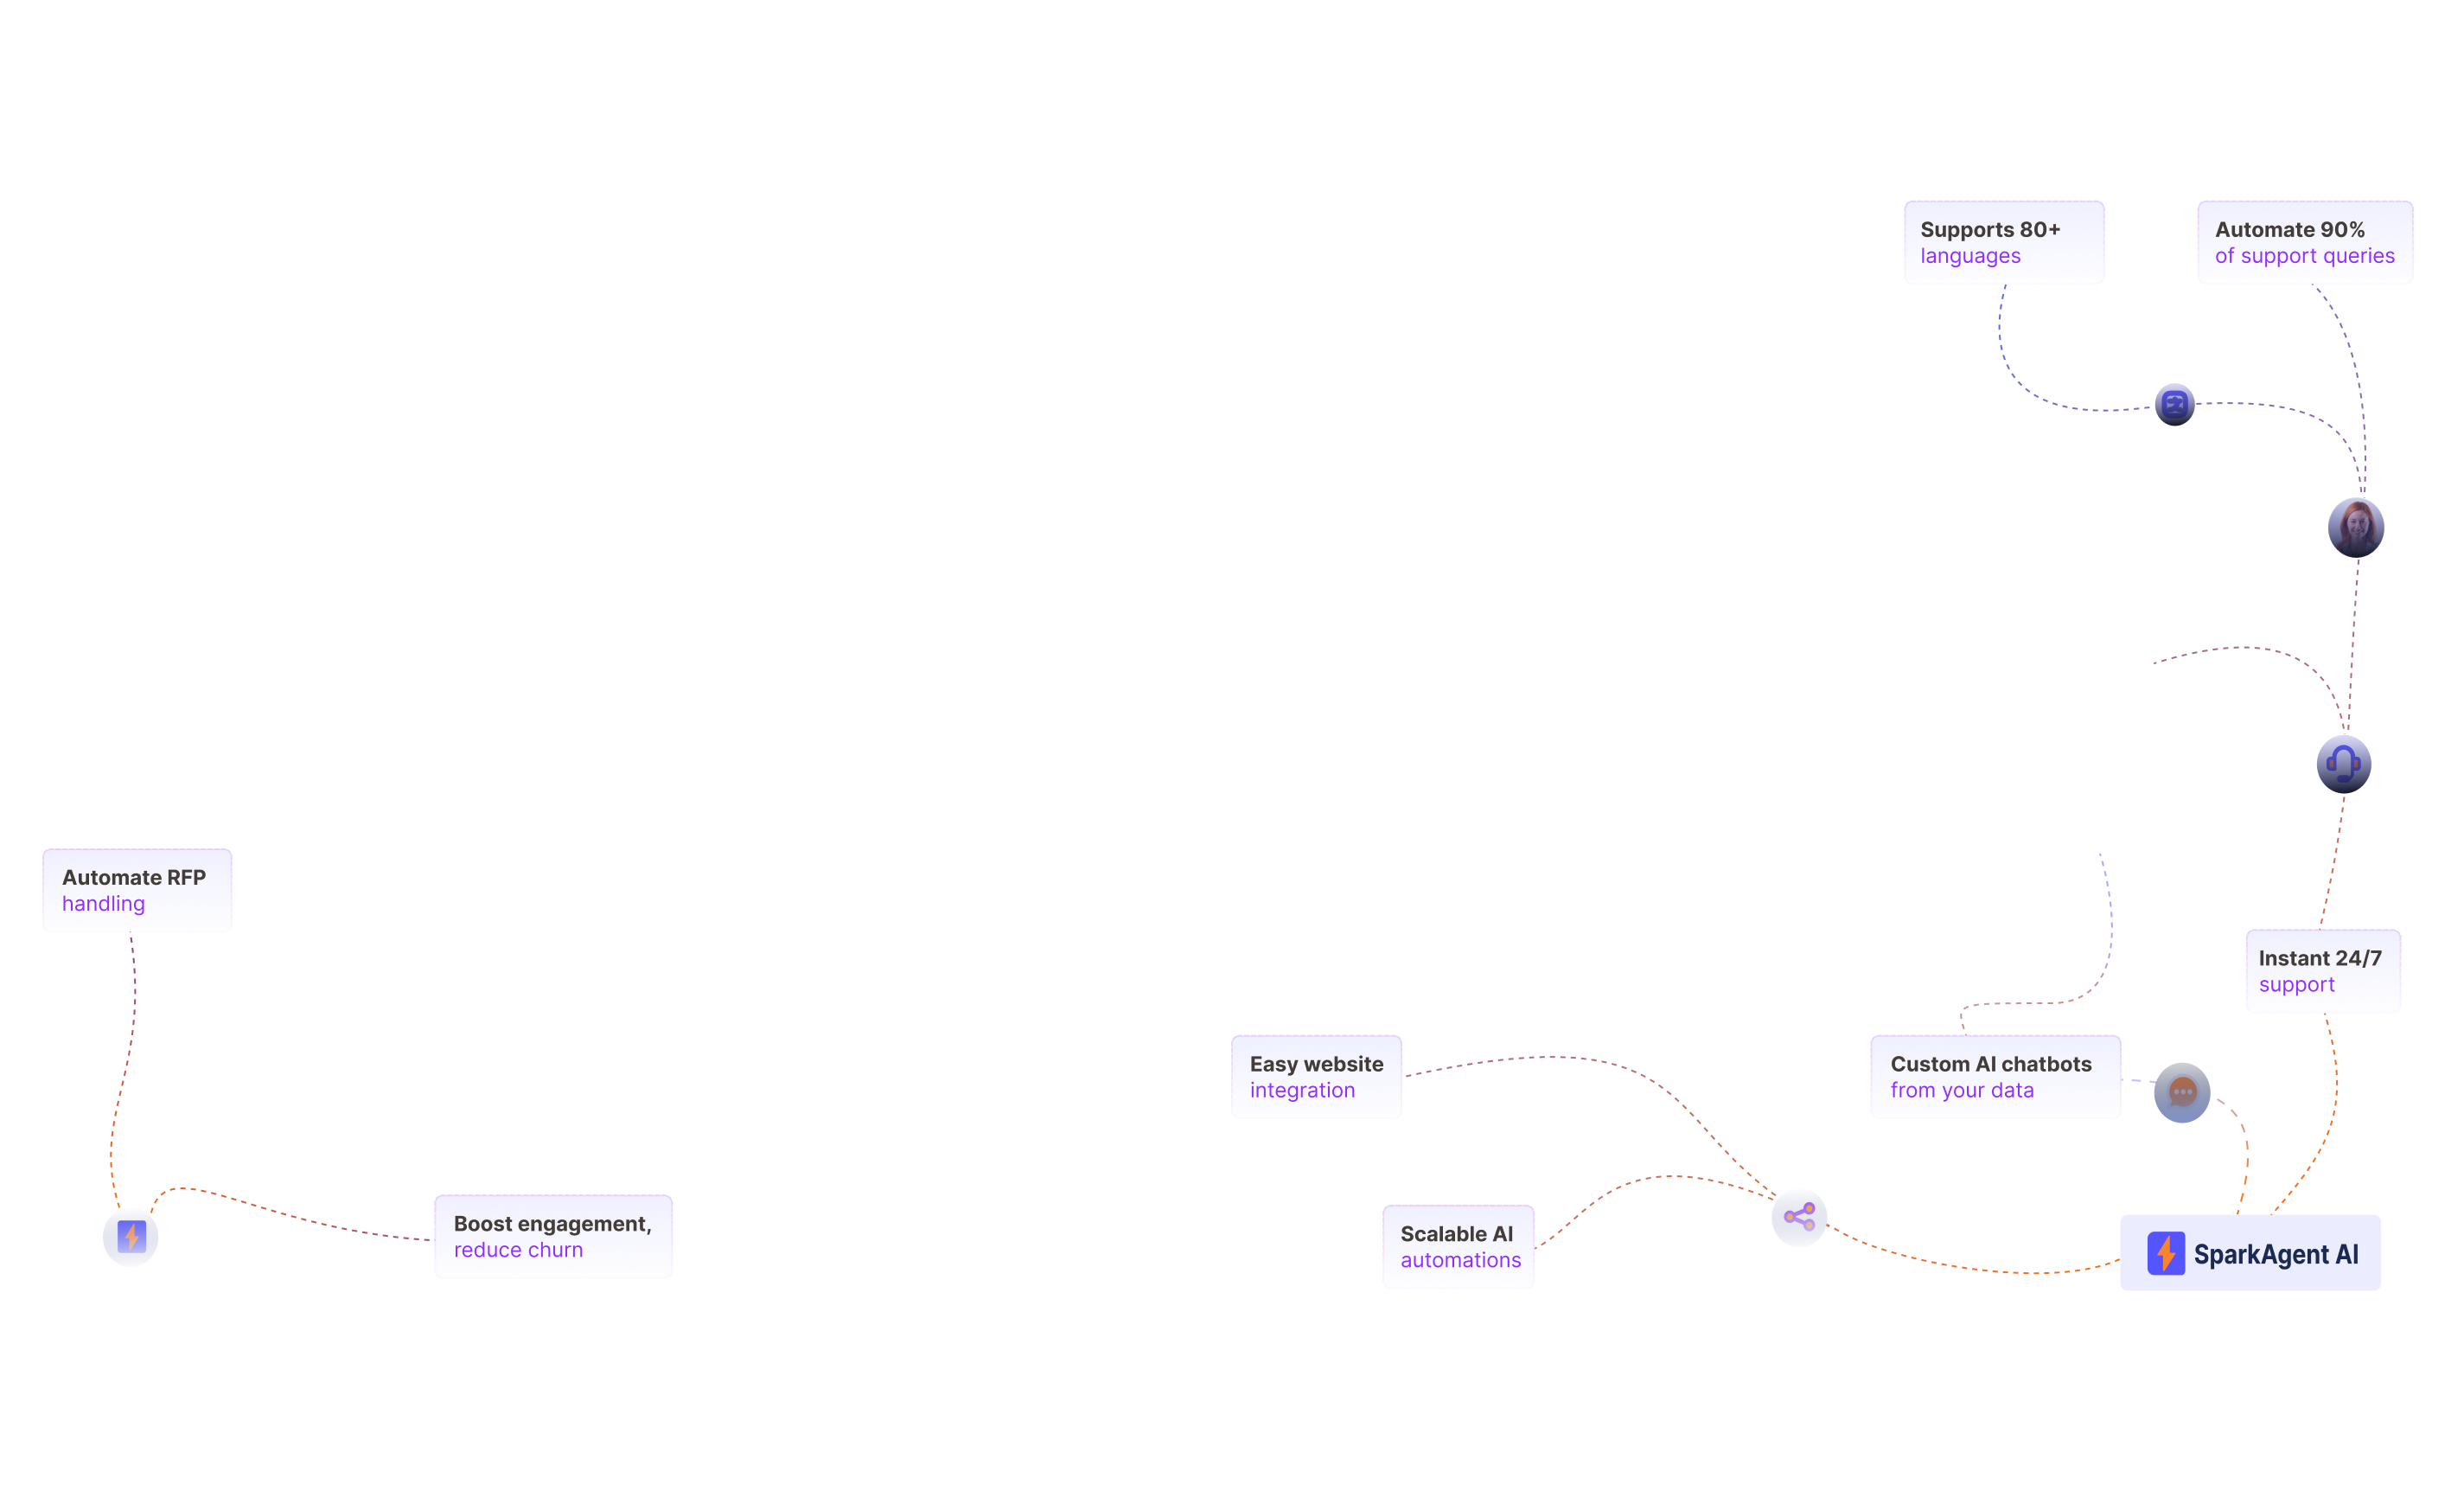 Supports 80+
languages
Automate 90%
of support queries
Automate RFP
handling
Instant 24/7
support
Easy website
integration
Custom AI chatbots
from your data
Boost engagement,
reduce churn
Scalable AI
automations
SparkAgent AI